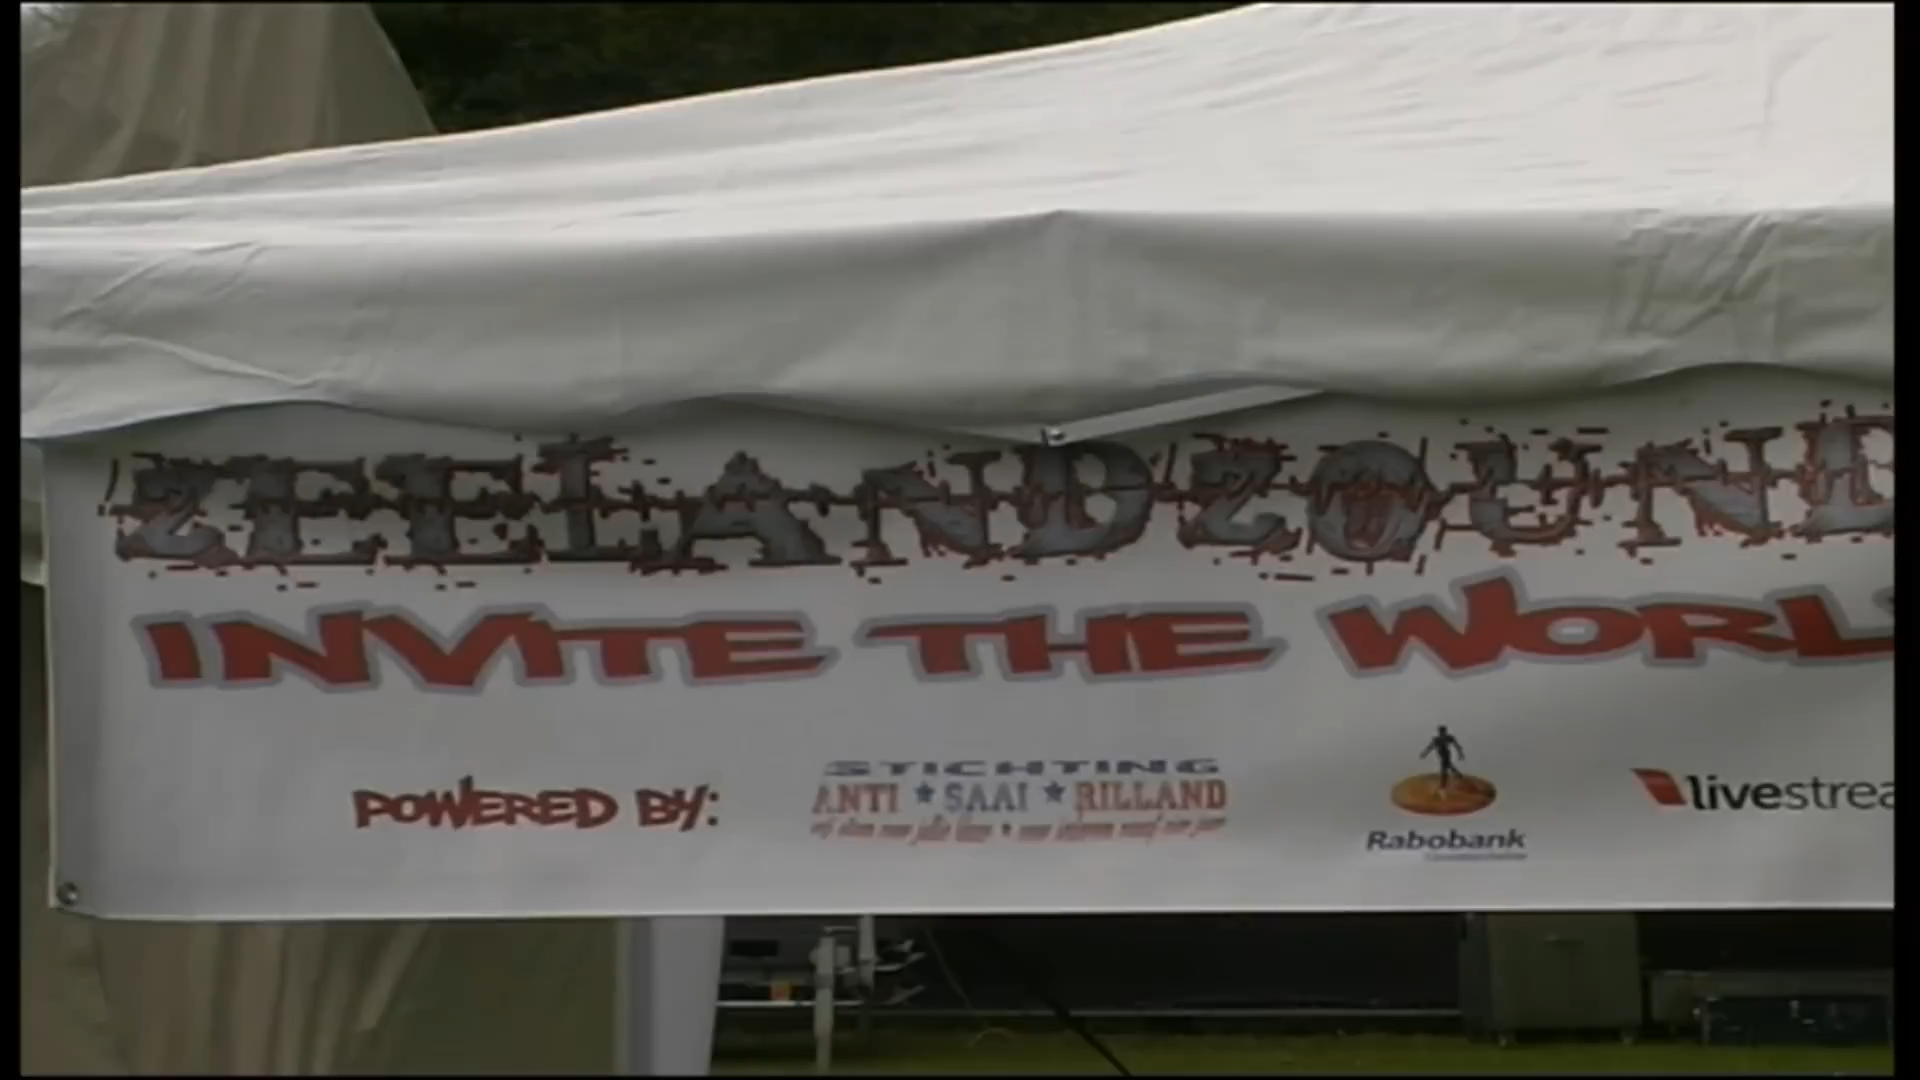 ZEELANDZOUND
INVITE THE WORL
POWERED BY:
STICHTING
ANTI ★ SAAI ★ RILLAND
Rabobank
livestrea